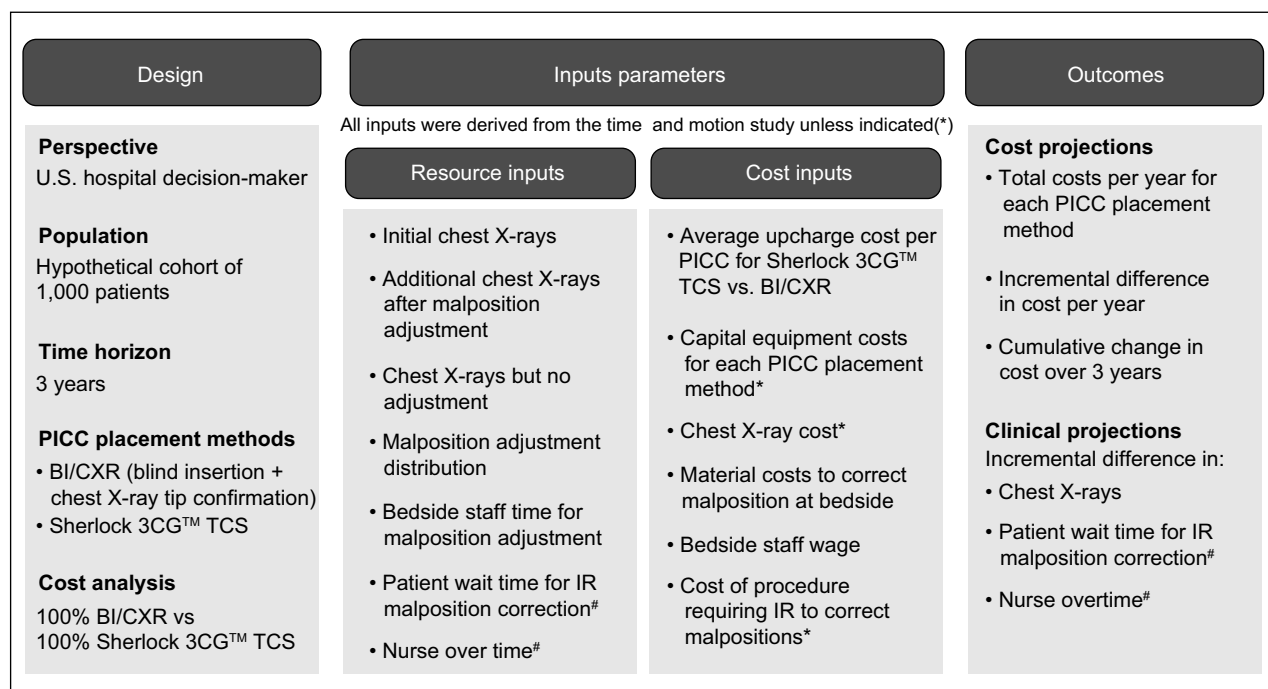 Design
Perspective
U.S. hospital decision-maker
Population
Hypothetical cohort of
1,000 patients
Time horizon
3 years
PICC placement methods
• BI/CXR (blind insertion +
chest X-ray tip confirmation)
• Sherlock 3CG™ TCS
Cost analysis
100% BI/CXR vs
100% Sherlock 3CG™ TCS
Inputs parameters
All inputs were derived from the time and motion study unless indicated(*)
Resource inputs
• Initial chest X-rays
• Additional chest X-rays
after malposition
adjustment
• Chest X-rays but no
adjustment
• Malposition adjustment
distribution
• Bedside staff time for
malposition adjustment
• Patient wait time for IR
malposition correction#
• Nurse over time#
Cost inputs
• Average upcharge cost per
PICC for Sherlock 3CG™
TCS vs. BI/CXR
• Capital equipment costs
for each PICC placement
method*
• Chest X-ray cost*
• Material costs to correct
malposition at bedside
• Bedside staff wage
• Cost of procedure
requiring IR to correct
malpositions*
Outcomes
Cost projections
• Total costs per year for
each PICC placement
method
• Incremental difference
in cost per year
• Cumulative change in
cost over 3 years
Clinical projections
Incremental difference in:
• Chest X-rays
• Patient wait time for IR
malposition correction#
• Nurse overtime#